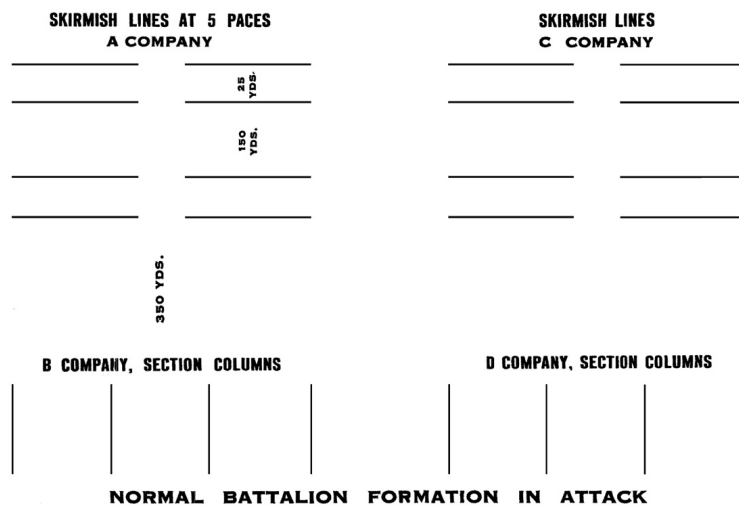 SKIRMISH LINES AT 5 PACES
A COMPANY
SKIRMISH LINES
C COMPANY
25
YDS.
150
YDS.
350 YDS.
B COMPANY, SECTION COLUMNS
D COMPANY, SECTION COLUMNS
NORMAL BATTALION FORMATION IN ATTACK